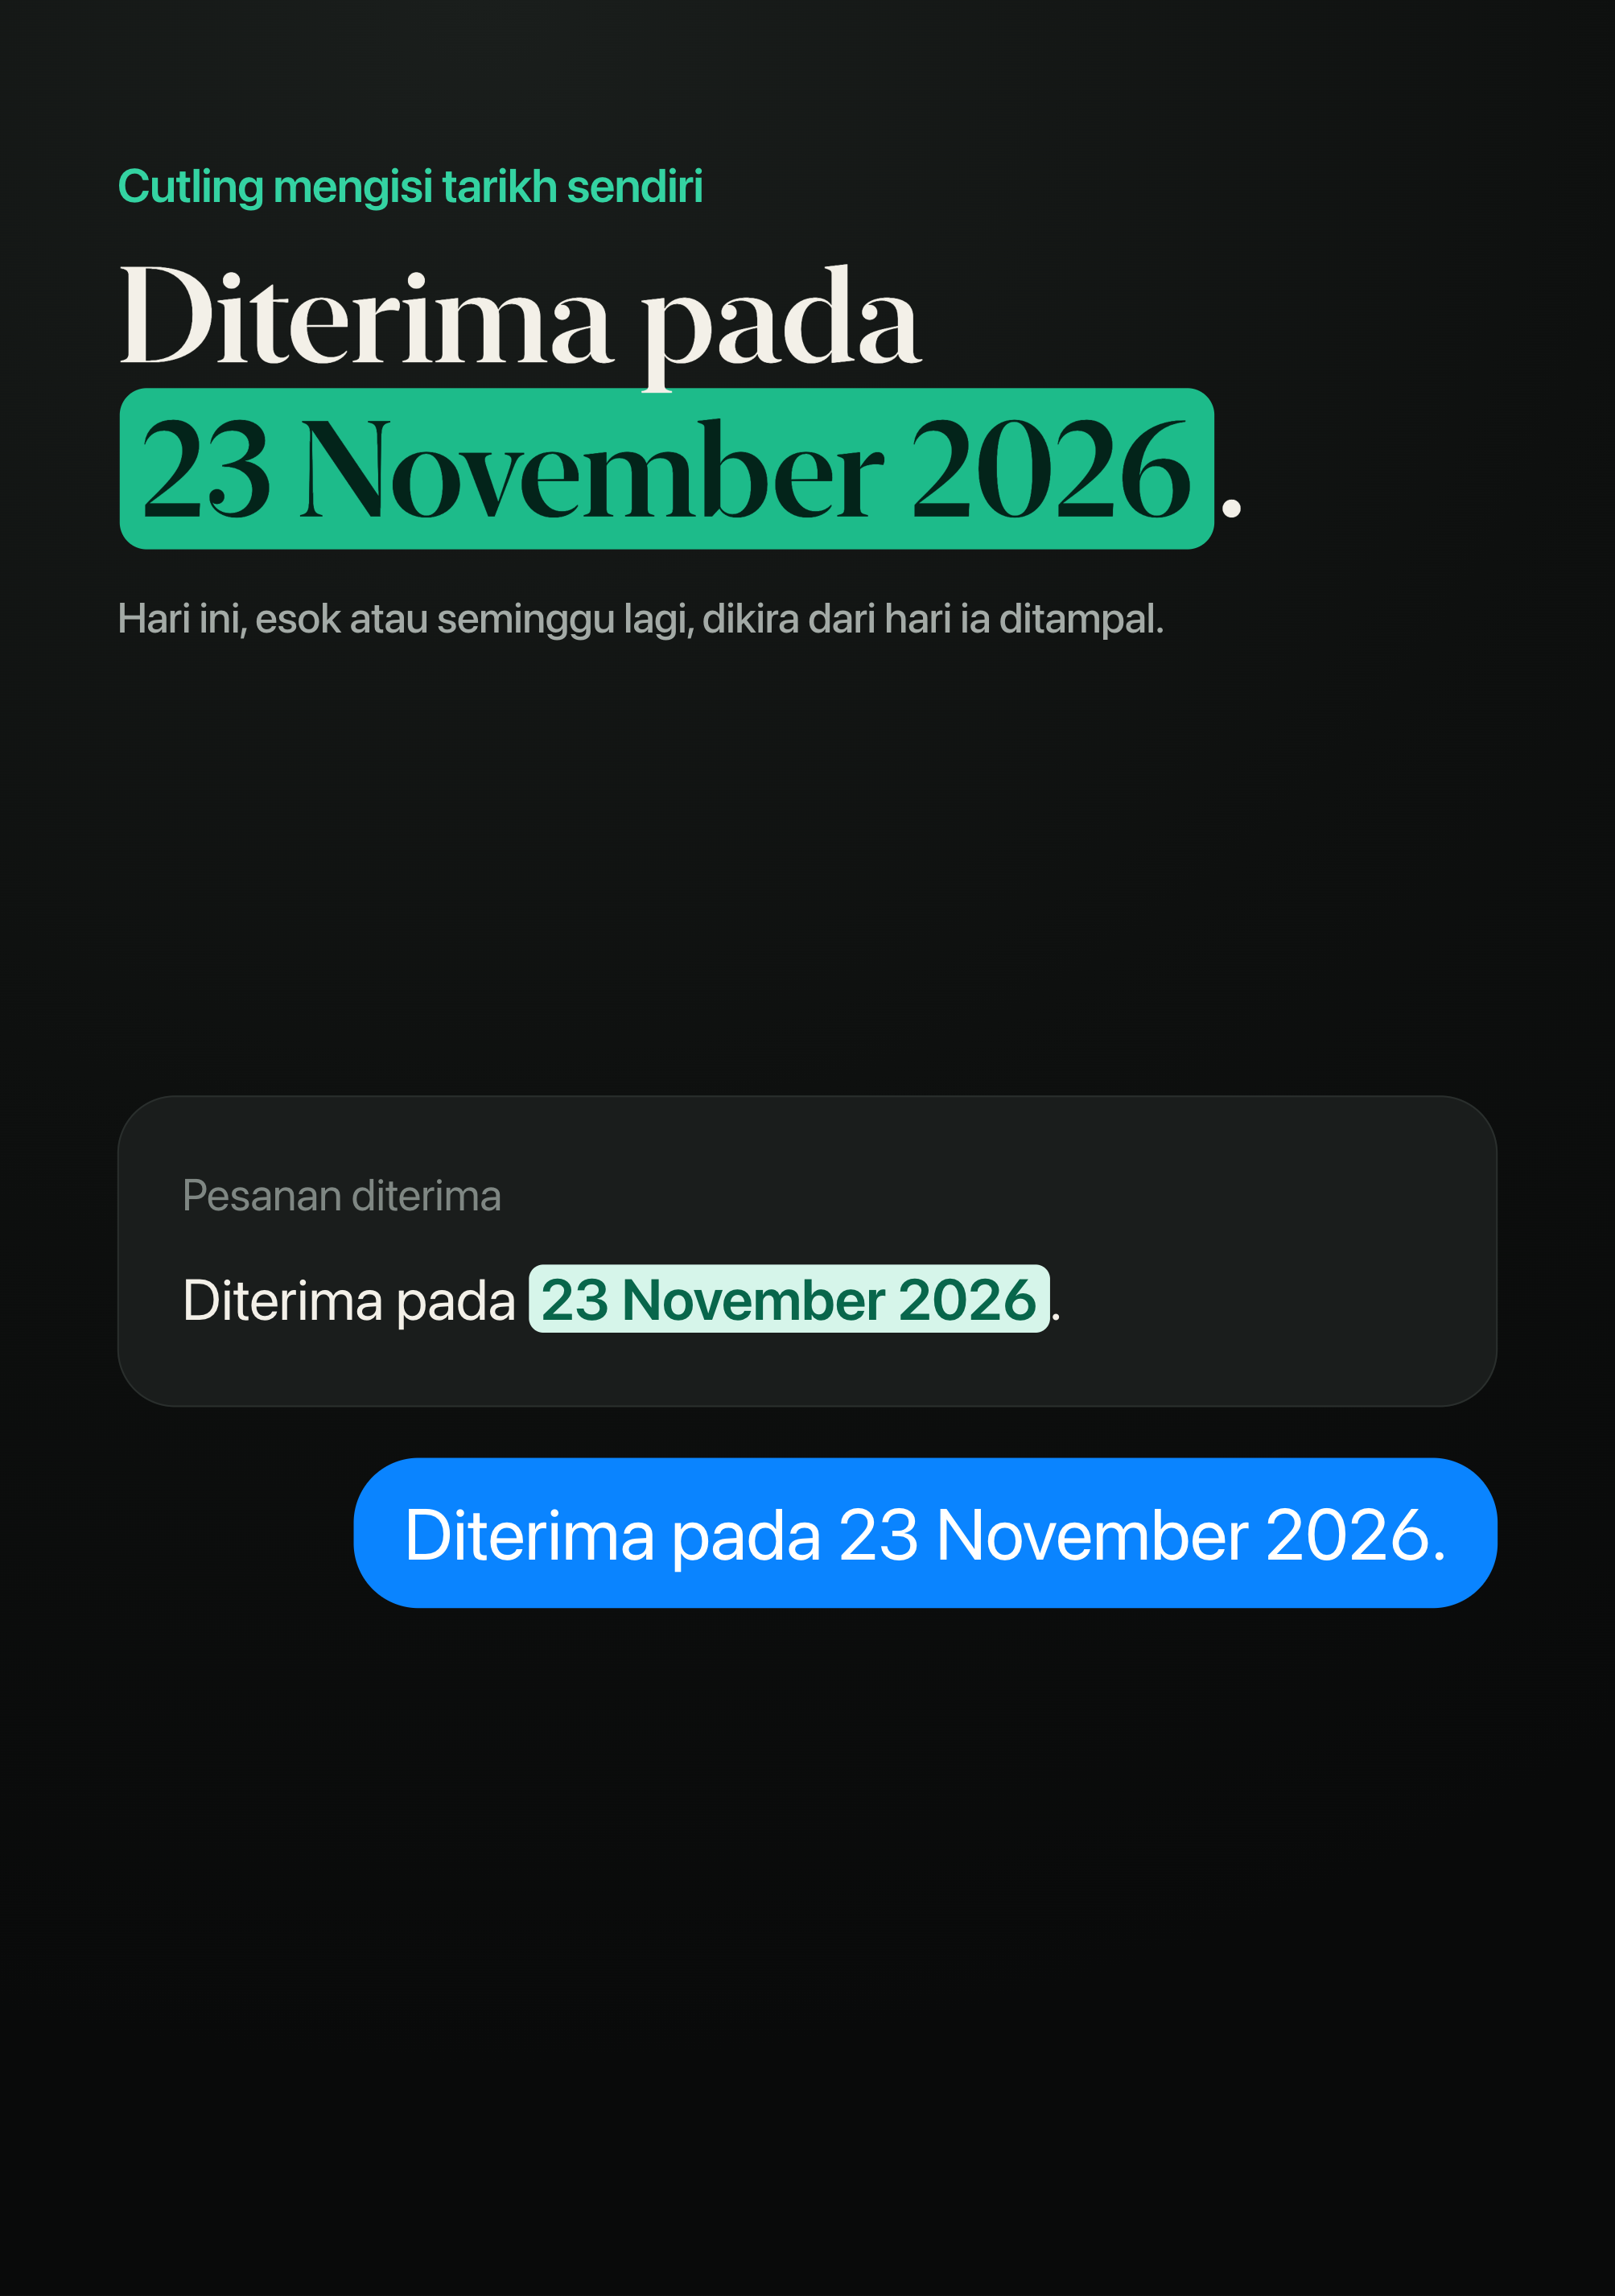 Cutling mengisi tarikh sendiri
Diterima pada
23 November 2026.
Hari ini, esok atau seminggu lagi, dikira dari hari ia ditampal.
Pesanan diterima
Diterima pada 23 November 2026.
Diterima pada 23 November 2026.